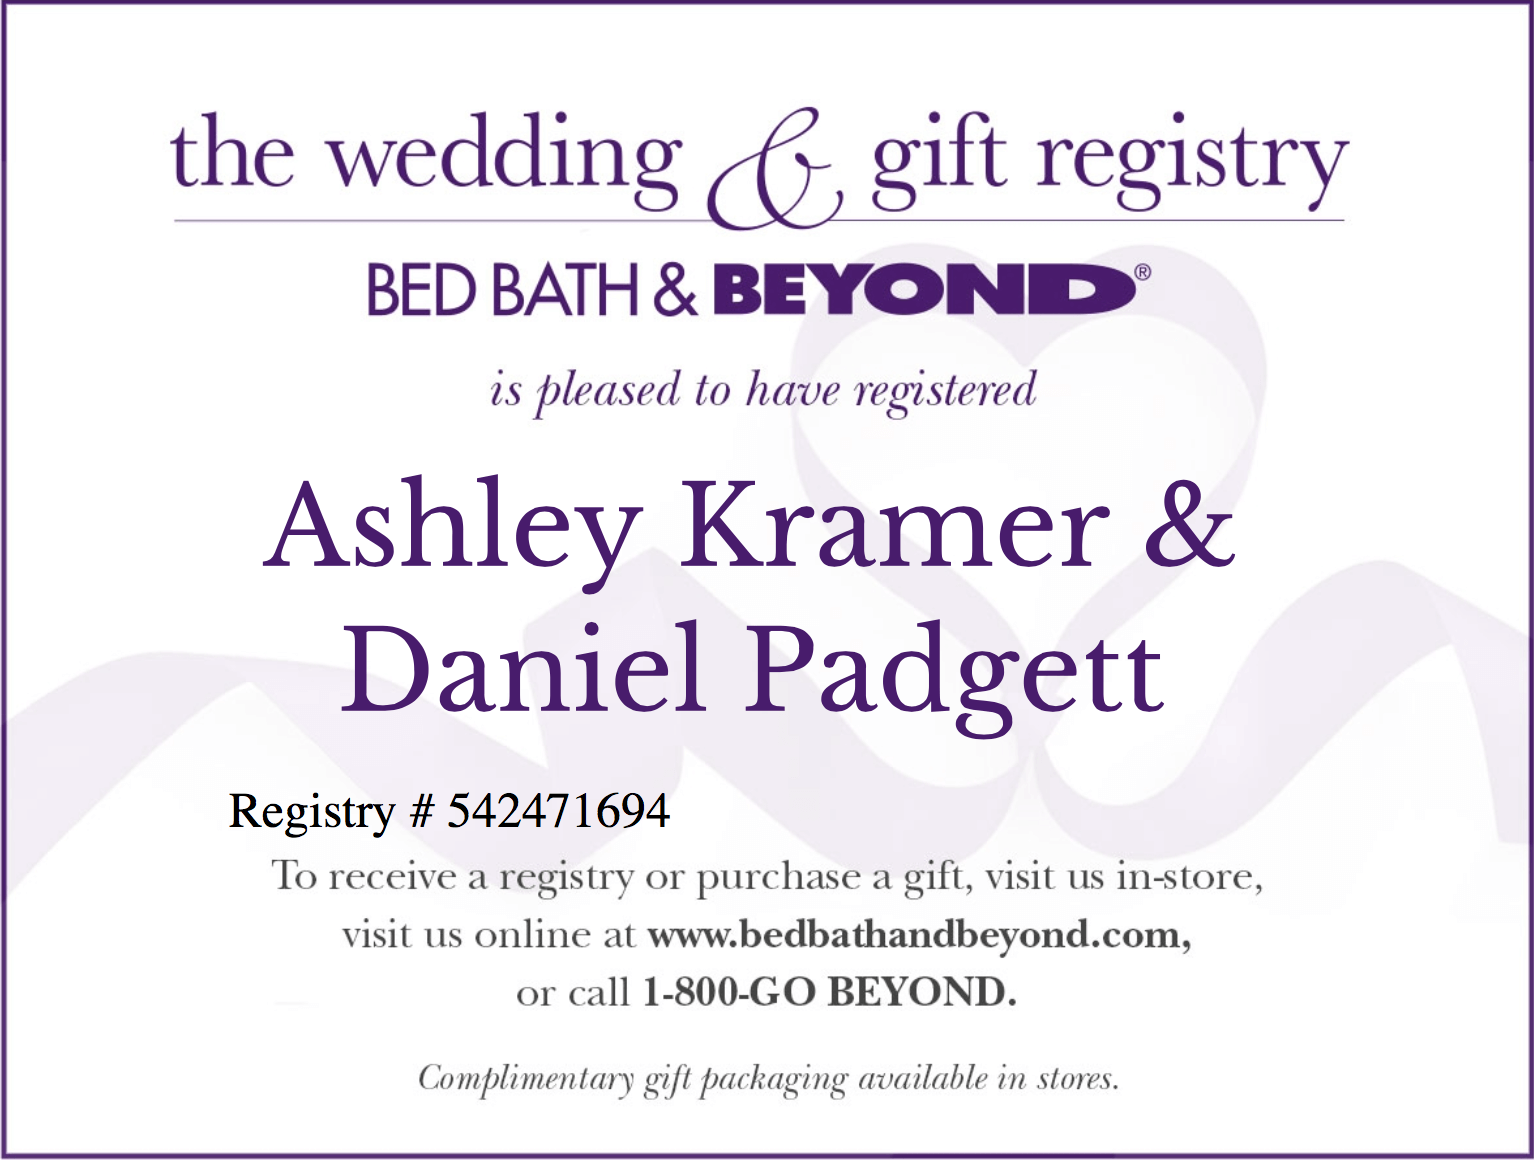 the wedding & gift registry
BED BATH & BEYOND®
is pleased to have registered
Ashley Kramer &
Daniel Padgett
Registry # 542471694
To receive a registry or purchase a gift, visit us in-store,
visit us online at www.bedbathandbeyond.com,
or call 1-800-GO BEYOND.
Complimentary gift packaging available in stores.